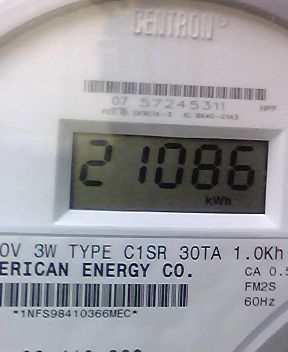 CENTRON®
07 57245311
21086
kWh
0V 3W TYPE C1SR 30TA 1.0Kh
ERICAN ENERGY CO.
CA 0.5
FM2S
60Hz
*1NFS98410366MEC*